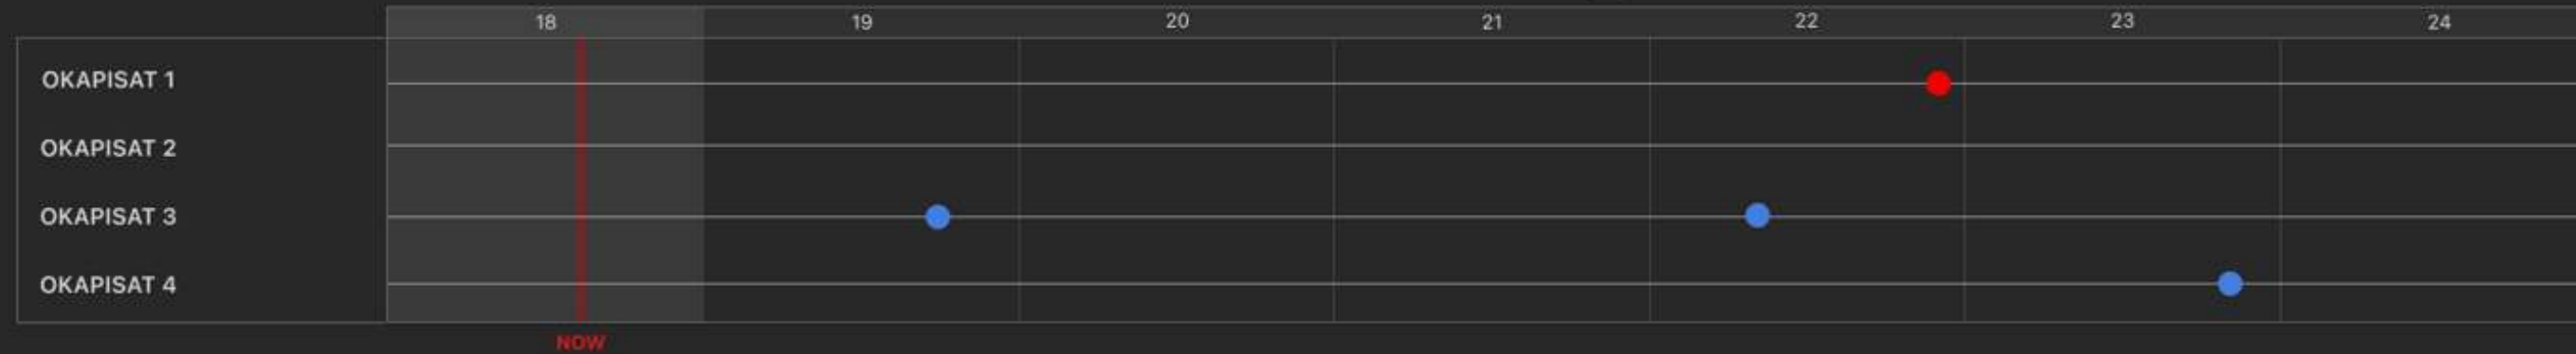 18 19 20 21 22 23 24
OKAPISAT 1
OKAPISAT 2
OKAPISAT 3
OKAPISAT 4
NOW